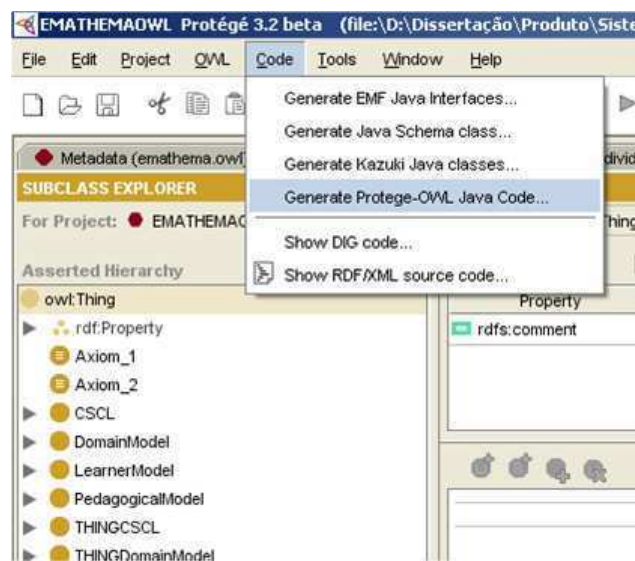 EMATHEMAOWL Protégé 3.2 beta (file:\D:\Dissertação\Produto\Siste
File Edit Project OWL Code Tools Window Help
Generate EMF Java Interfaces...
Generate Java Schema class...
Generate Kazuki Java classes...
Generate Protege-OWL Java Code...
Show DIG code...
Show RDF/XML source code...
Metadata (emathema.owl)
divid
SUBCLASS EXPLORER
For Project: EMATHEMAO
Thing
Asserted Hierarchy
owl:Thing
rdf:Property
Axiom_1
Axiom_2
CSCL
DomainModel
LearnerModel
PedagogicalModel
THINGCSCL
THINGDomainModel
Property
rdfs:comment